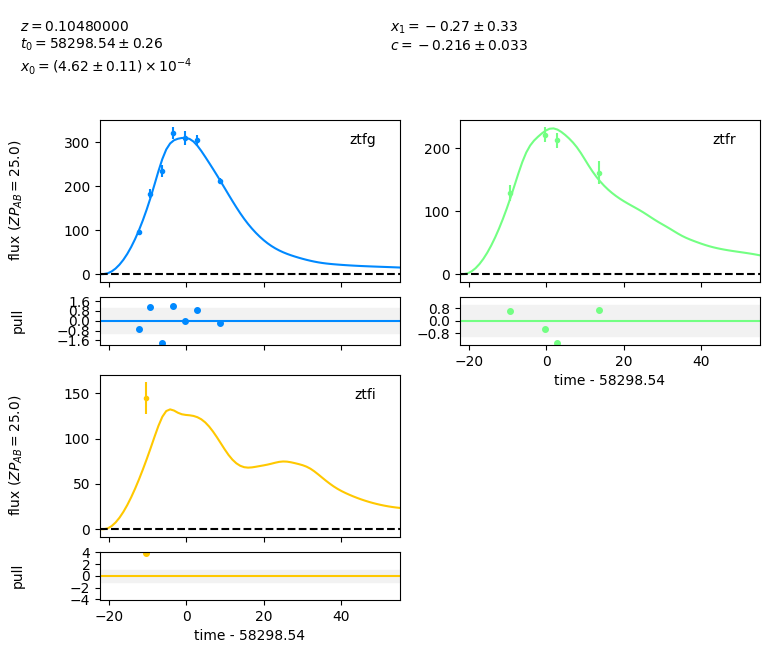 z = 0.10480000
t₀ = 58298.54 ± 0.26
x₀ = (4.62 ± 0.11) × 10⁻⁴
x₁ = −0.27 ± 0.33
c = −0.216 ± 0.033
flux (ZP_AB = 25.0)
300
200
100
0
ztfg
200
100
0
ztfr
pull
1.6
0.8
0.0
−0.8
−1.6
0.8
0.0
−0.8
−20
0
20
40
time - 58298.54
flux (ZP_AB = 25.0)
150
100
50
0
ztfi
pull
4
2
0
−2
−4
−20
0
20
40
time - 58298.54